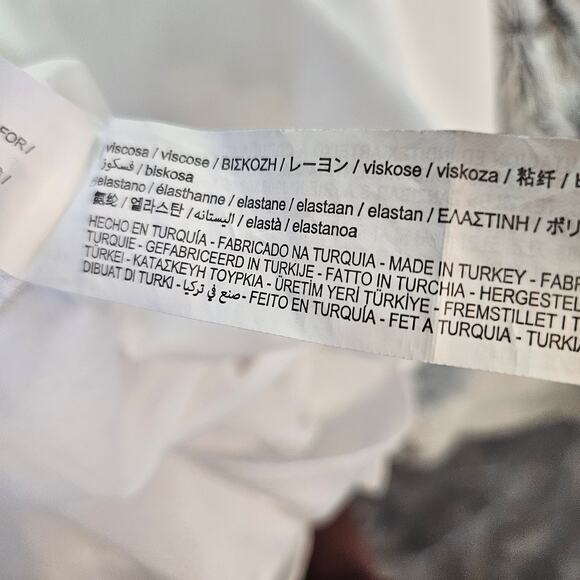 FOR /
viscosa / viscose / ΒΙΣΚΟΖΗ / レーヨン / viskose / viskoza / 粘纤 /
فسكوز / biskosa
elastano / élasthanne / elastane / elastaan / elastan / ΕΛΑΣΤΙΝΗ / ポリ
氨纶 / 엘라스탄 / اليستانه / elastà / elastanoa
HECHO EN TURQUÍA - FABRICADO NA TURQUIA - MADE IN TURKEY - FABR
TURQUIE - GEFABRICEERD IN TURKIJE - FATTO IN TURCHIA - HERGESTEL
TÜRKEI - ΚΑΤΑΣΚΕΥΗ ΤΟΥΡΚΙΑ - ÜRETİM YERİ TÜRKİYE - FREMSTILLET I T
DIBUAT DI TURKI - صنع في تركيا - FEITO EN TURQUÍA - FET A TURQUIA - TURKIA